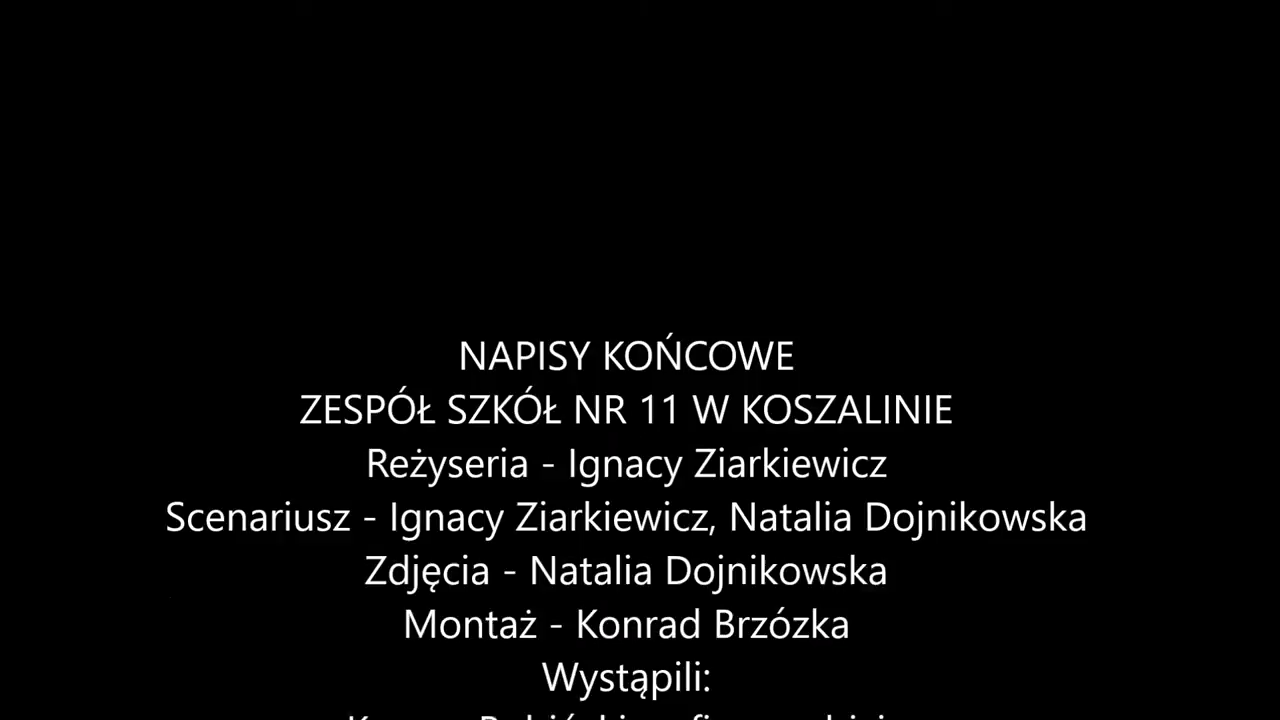 NAPISY KOŃCOWE
ZESPÓŁ SZKÓŁ NR 11 W KOSZALINIE
Reżyseria - Ignacy Ziarkiewicz
Scenariusz - Ignacy Ziarkiewicz, Natalia Dojnikowska
Zdjęcia - Natalia Dojnikowska
Montaż - Konrad Brzózka
Wystąpili: